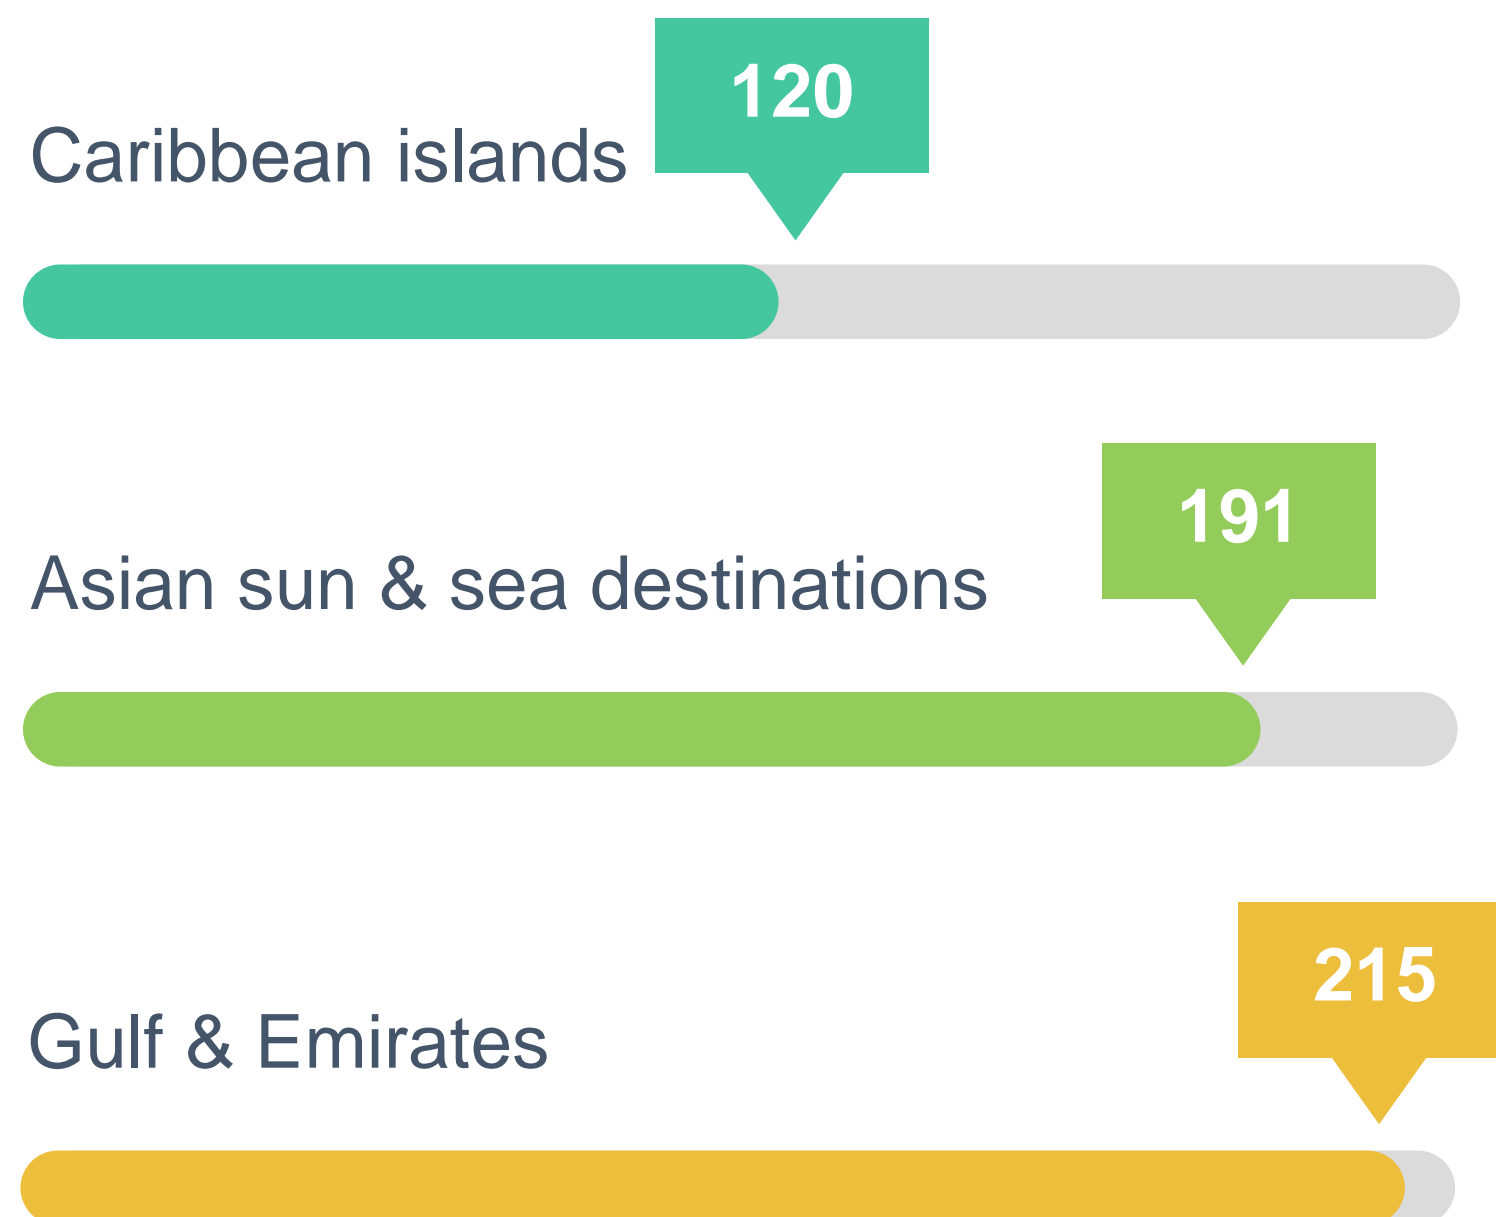 120
Caribbean islands
191
Asian sun & sea destinations
215
Gulf & Emirates